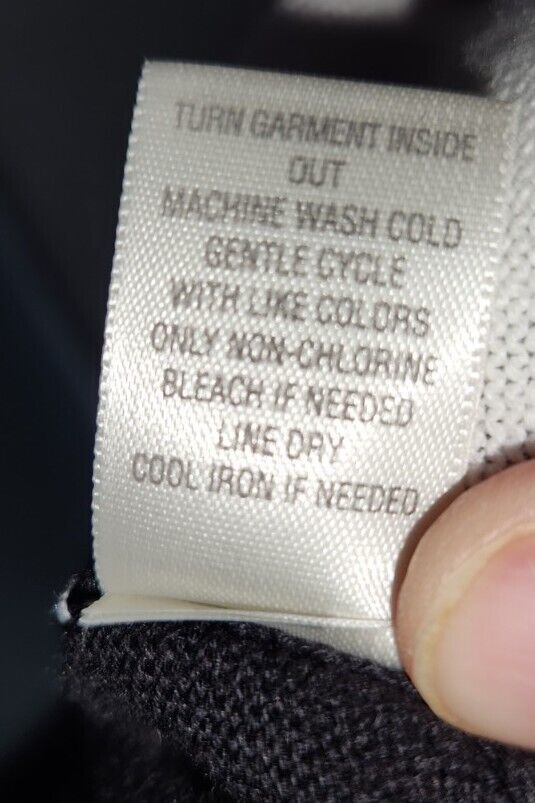 TURN GARMENT INSIDE
OUT
MACHINE WASH COLD
GENTLE CYCLE
WITH LIKE COLORS
ONLY NON-CHLORINE
BLEACH IF NEEDED
LINE DRY
COOL IRON IF NEEDED